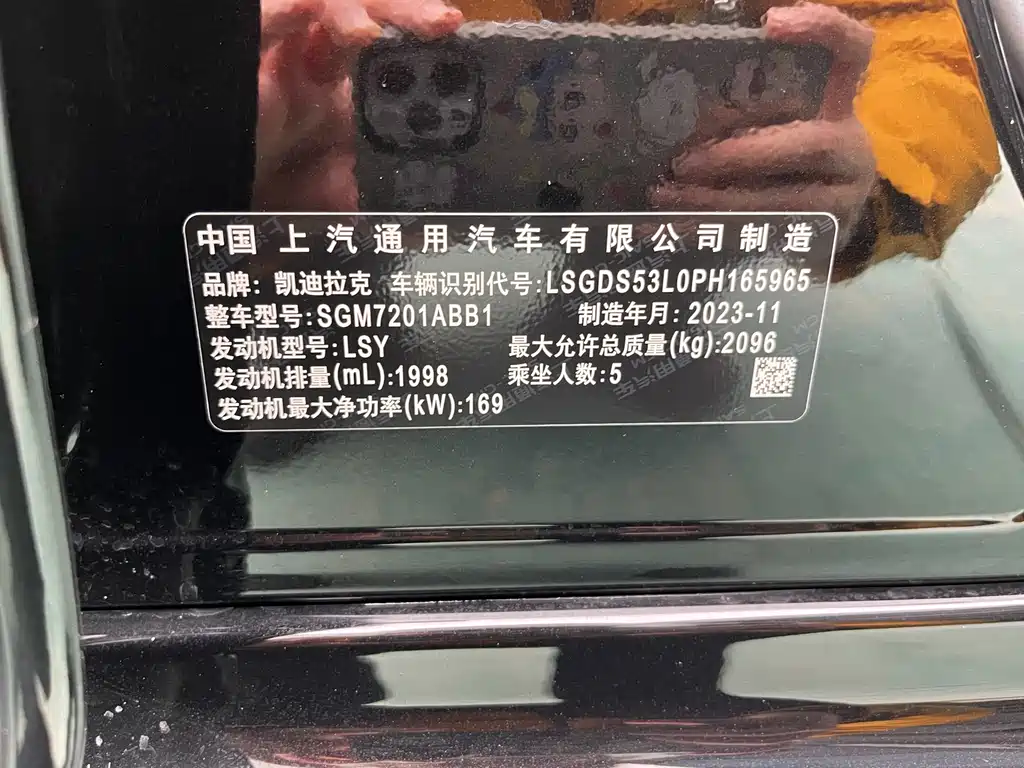 中国 上汽通用汽车有限公司制造
品牌: 凯迪拉克 车辆识别代号:LSGDS53L0PH165965
整车型号:SGM7201ABB1 制造年月: 2023-11
发动机型号:LSY 最大允许总质量(kg):2096
发动机排量(mL):1998 乘坐人数:5
发动机最大净功率(kW):169